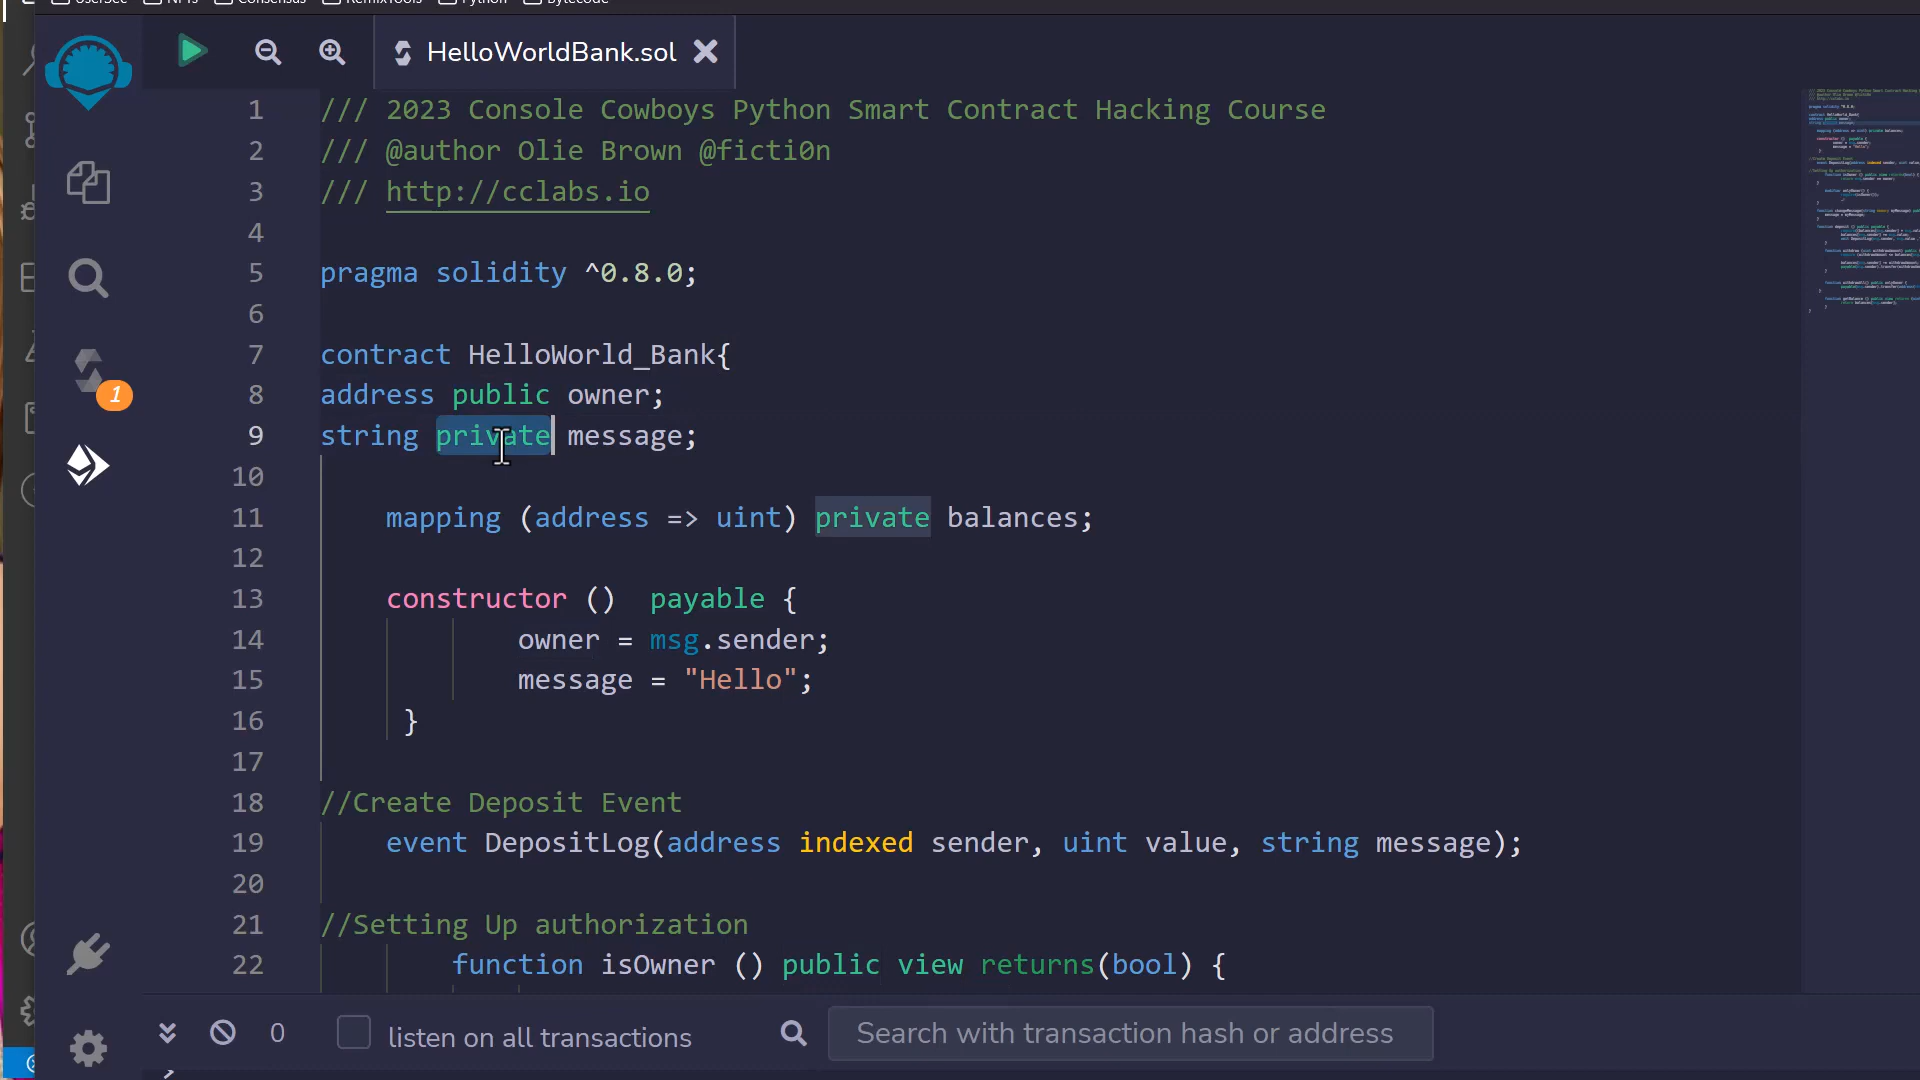 HelloWorldBank.sol
1 /// 2023 Console Cowboys Python Smart Contract Hacking Course
2 /// @author Olie Brown @ficti0n
3 /// http://cclabs.io
4
5 pragma solidity ^0.8.0;
6
7 contract HelloWorld_Bank{
8 address public owner;
9 string private message;
10
11 mapping (address => uint) private balances;
12
13 constructor ()  payable {
14 owner = msg.sender;
15 message = "Hello";
16 }
17
18 //Create Deposit Event
19 event DepositLog(address indexed sender, uint value, string message);
20
21 //Setting Up authorization
22 function isOwner () public view returns(bool) {
1
0 listen on all transactions Search with transaction hash or address
>